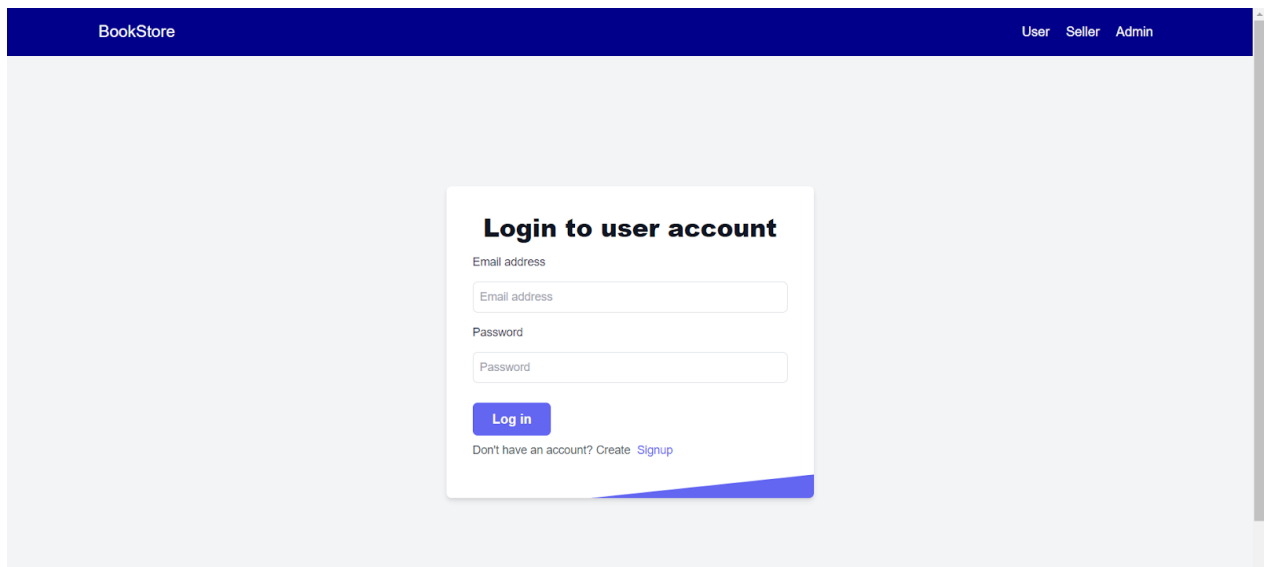 BookStore User Seller Admin
Login to user account
Email address
Email address
Password
Password
Log in
Don't have an account? Create Signup